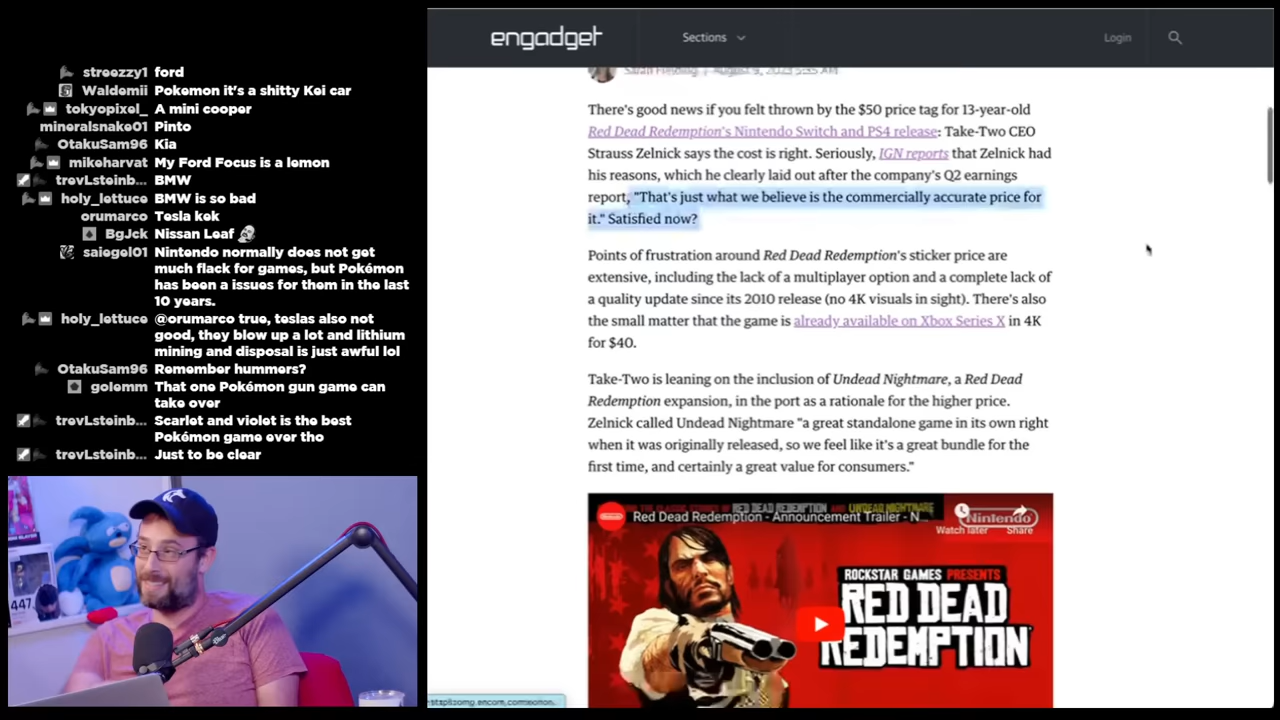 streezzy1 ford
Waldemii Pokemon it's a shitty Kei car
tokyopixel_ A mini cooper
mineralsnake01 Pinto
OtakuSam96 Kia
mikeharvat My Ford Focus is a lemon
trevLsteinb... BMW
holy_lettuce BMW is so bad
orumarco Tesla kek
BgJck Nissan Leaf
saiegel01 Nintendo normally does not get
much flack for games, but Pokémon
has been a issues for them in the last
10 years.
holy_lettuce @orumarco true, teslas also not
good, they blow up a lot and lithium
mining and disposal is just awful lol
OtakuSam96 Remember hummers?
golemm That one Pokémon gun game can
take over
trevLsteinb... Scarlet and violet is the best
Pokémon game ever tho
trevLsteinb... Just to be clear
447
engadget
Sections
Login
There's good news if you felt thrown by the $50 price tag for 13-year-old
Red Dead Redemption's Nintendo Switch and PS4 release: Take-Two CEO
Strauss Zelnick says the cost is right. Seriously, IGN reports that Zelnick had
his reasons, which he clearly laid out after the company's Q2 earnings
report, "That's just what we believe is the commercially accurate price for
it." Satisfied now?
Points of frustration around Red Dead Redemption's sticker price are
extensive, including the lack of a multiplayer option and a complete lack of
a quality update since its 2010 release (no 4K visuals in sight). There's also
the small matter that the game is already available on Xbox Series X in 4K
for $40.
Take-Two is leaning on the inclusion of Undead Nightmare, a Red Dead
Redemption expansion, in the port as a rationale for the higher price.
Zelnick called Undead Nightmare "a great standalone game in its own right
when it was originally released, so we feel like it's a great bundle for the
first time, and certainly a great value for consumers."
RED DEAD REDEMPTION AND UNDEAD NIGHTMARE
Red Dead Redemption - Announcement Trailer - N...
Nintendo
Watch later Share
ROCKSTAR GAMES PRESENTS
RED DEAD
REDEMPTION